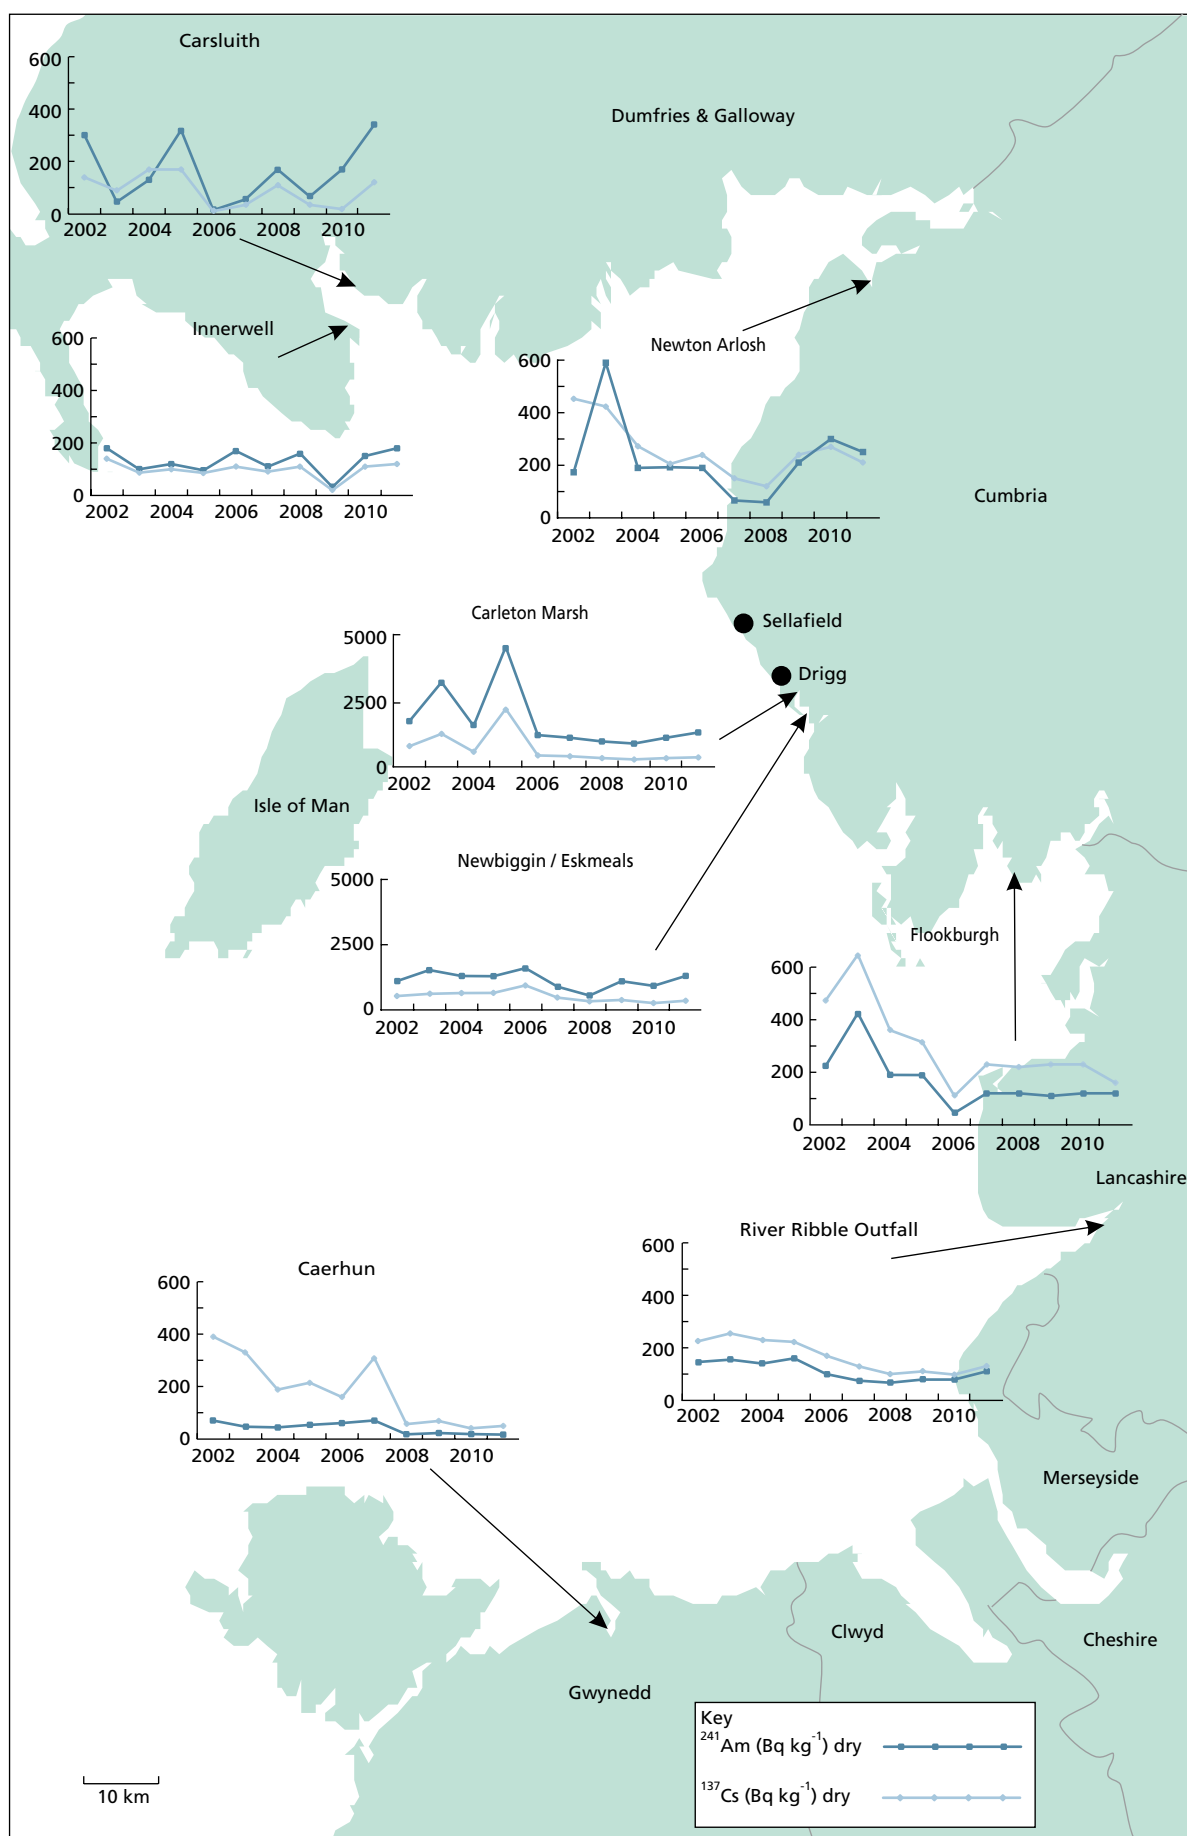 Carsluith
600
400
200
0
2002 2004 2006 2008 2010
Dumfries & Galloway
Innerwell
600
400
200
0
2002 2004 2006 2008 2010
Newton Arlosh
600
400
200
0
2002 2004 2006 2008 2010
Cumbria
Sellafield
Drigg
Carleton Marsh
5000
2500
0
2002 2004 2006 2008 2010
Isle of Man
Newbiggin / Eskmeals
5000
2500
0
2002 2004 2006 2008 2010
Flookburgh
600
400
200
0
2002 2004 2006 2008 2010
Lancashire
River Ribble Outfall
600
400
200
0
2002 2004 2006 2008 2010
Caerhun
600
400
200
0
2002 2004 2006 2008 2010
Merseyside
Clwyd
Cheshire
Gwynedd
Key
²⁴¹Am (Bq kg⁻¹) dry
¹³⁷Cs (Bq kg⁻¹) dry
10 km